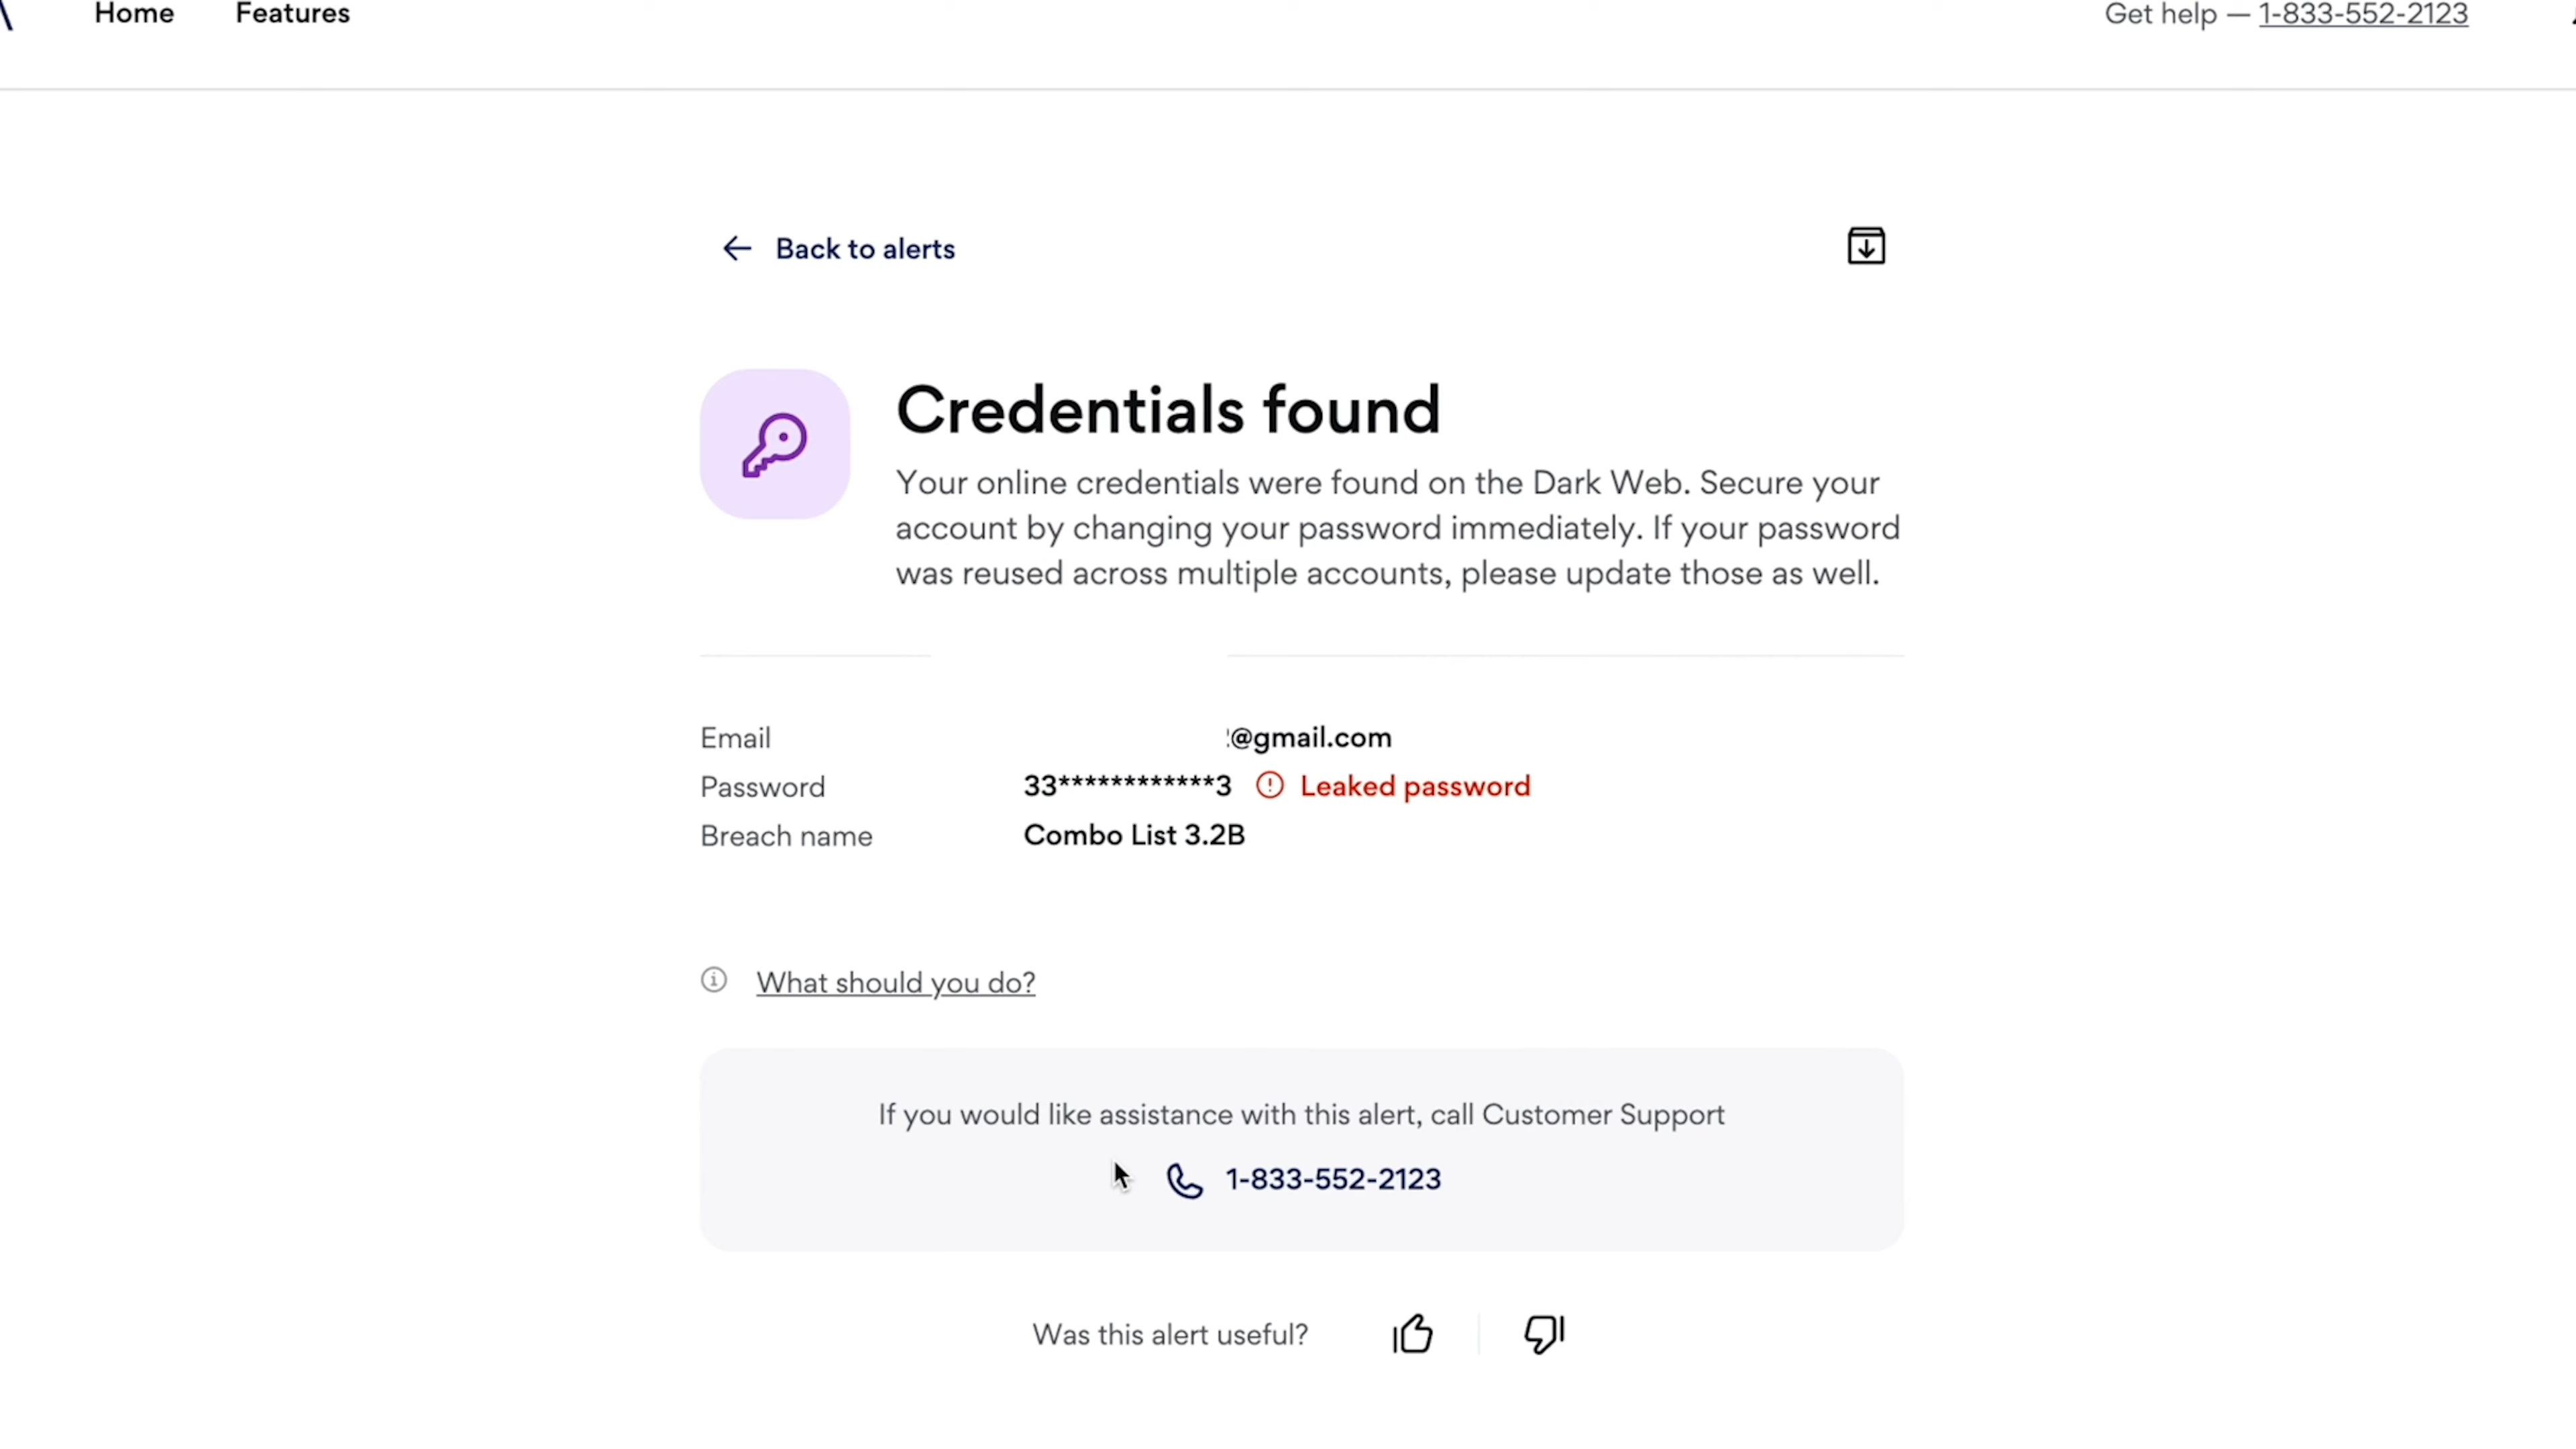 Home Features Get help — 1-833-552-2123
Back to alerts
Credentials found
Your online credentials were found on the Dark Web. Secure your
account by changing your password immediately. If your password
was reused across multiple accounts, please update those as well.
Email @gmail.com
Password 33************3 Leaked password
Breach name Combo List 3.2B
What should you do?
If you would like assistance with this alert, call Customer Support
1-833-552-2123
Was this alert useful?